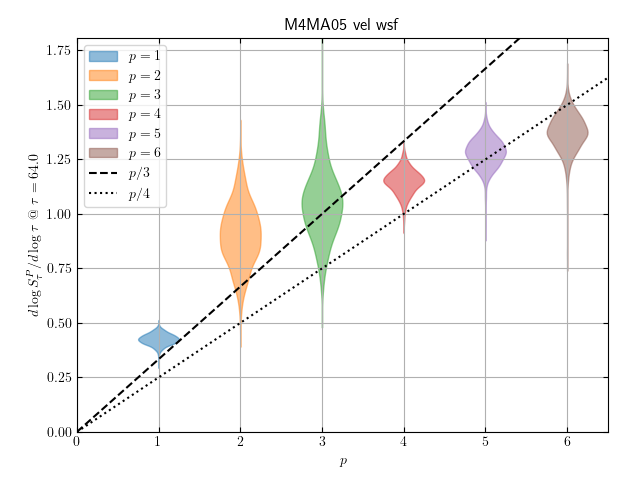 M4MA05 vel wsf
1.75
1.50
1.25
1.00
0.75
0.50
0.25
0.00
d log S_τ^P / d log τ @ τ = 64.0
p = 1
p = 2
p = 3
p = 4
p = 5
p = 6
p/3
p/4
0 1 2 3 4 5 6
p